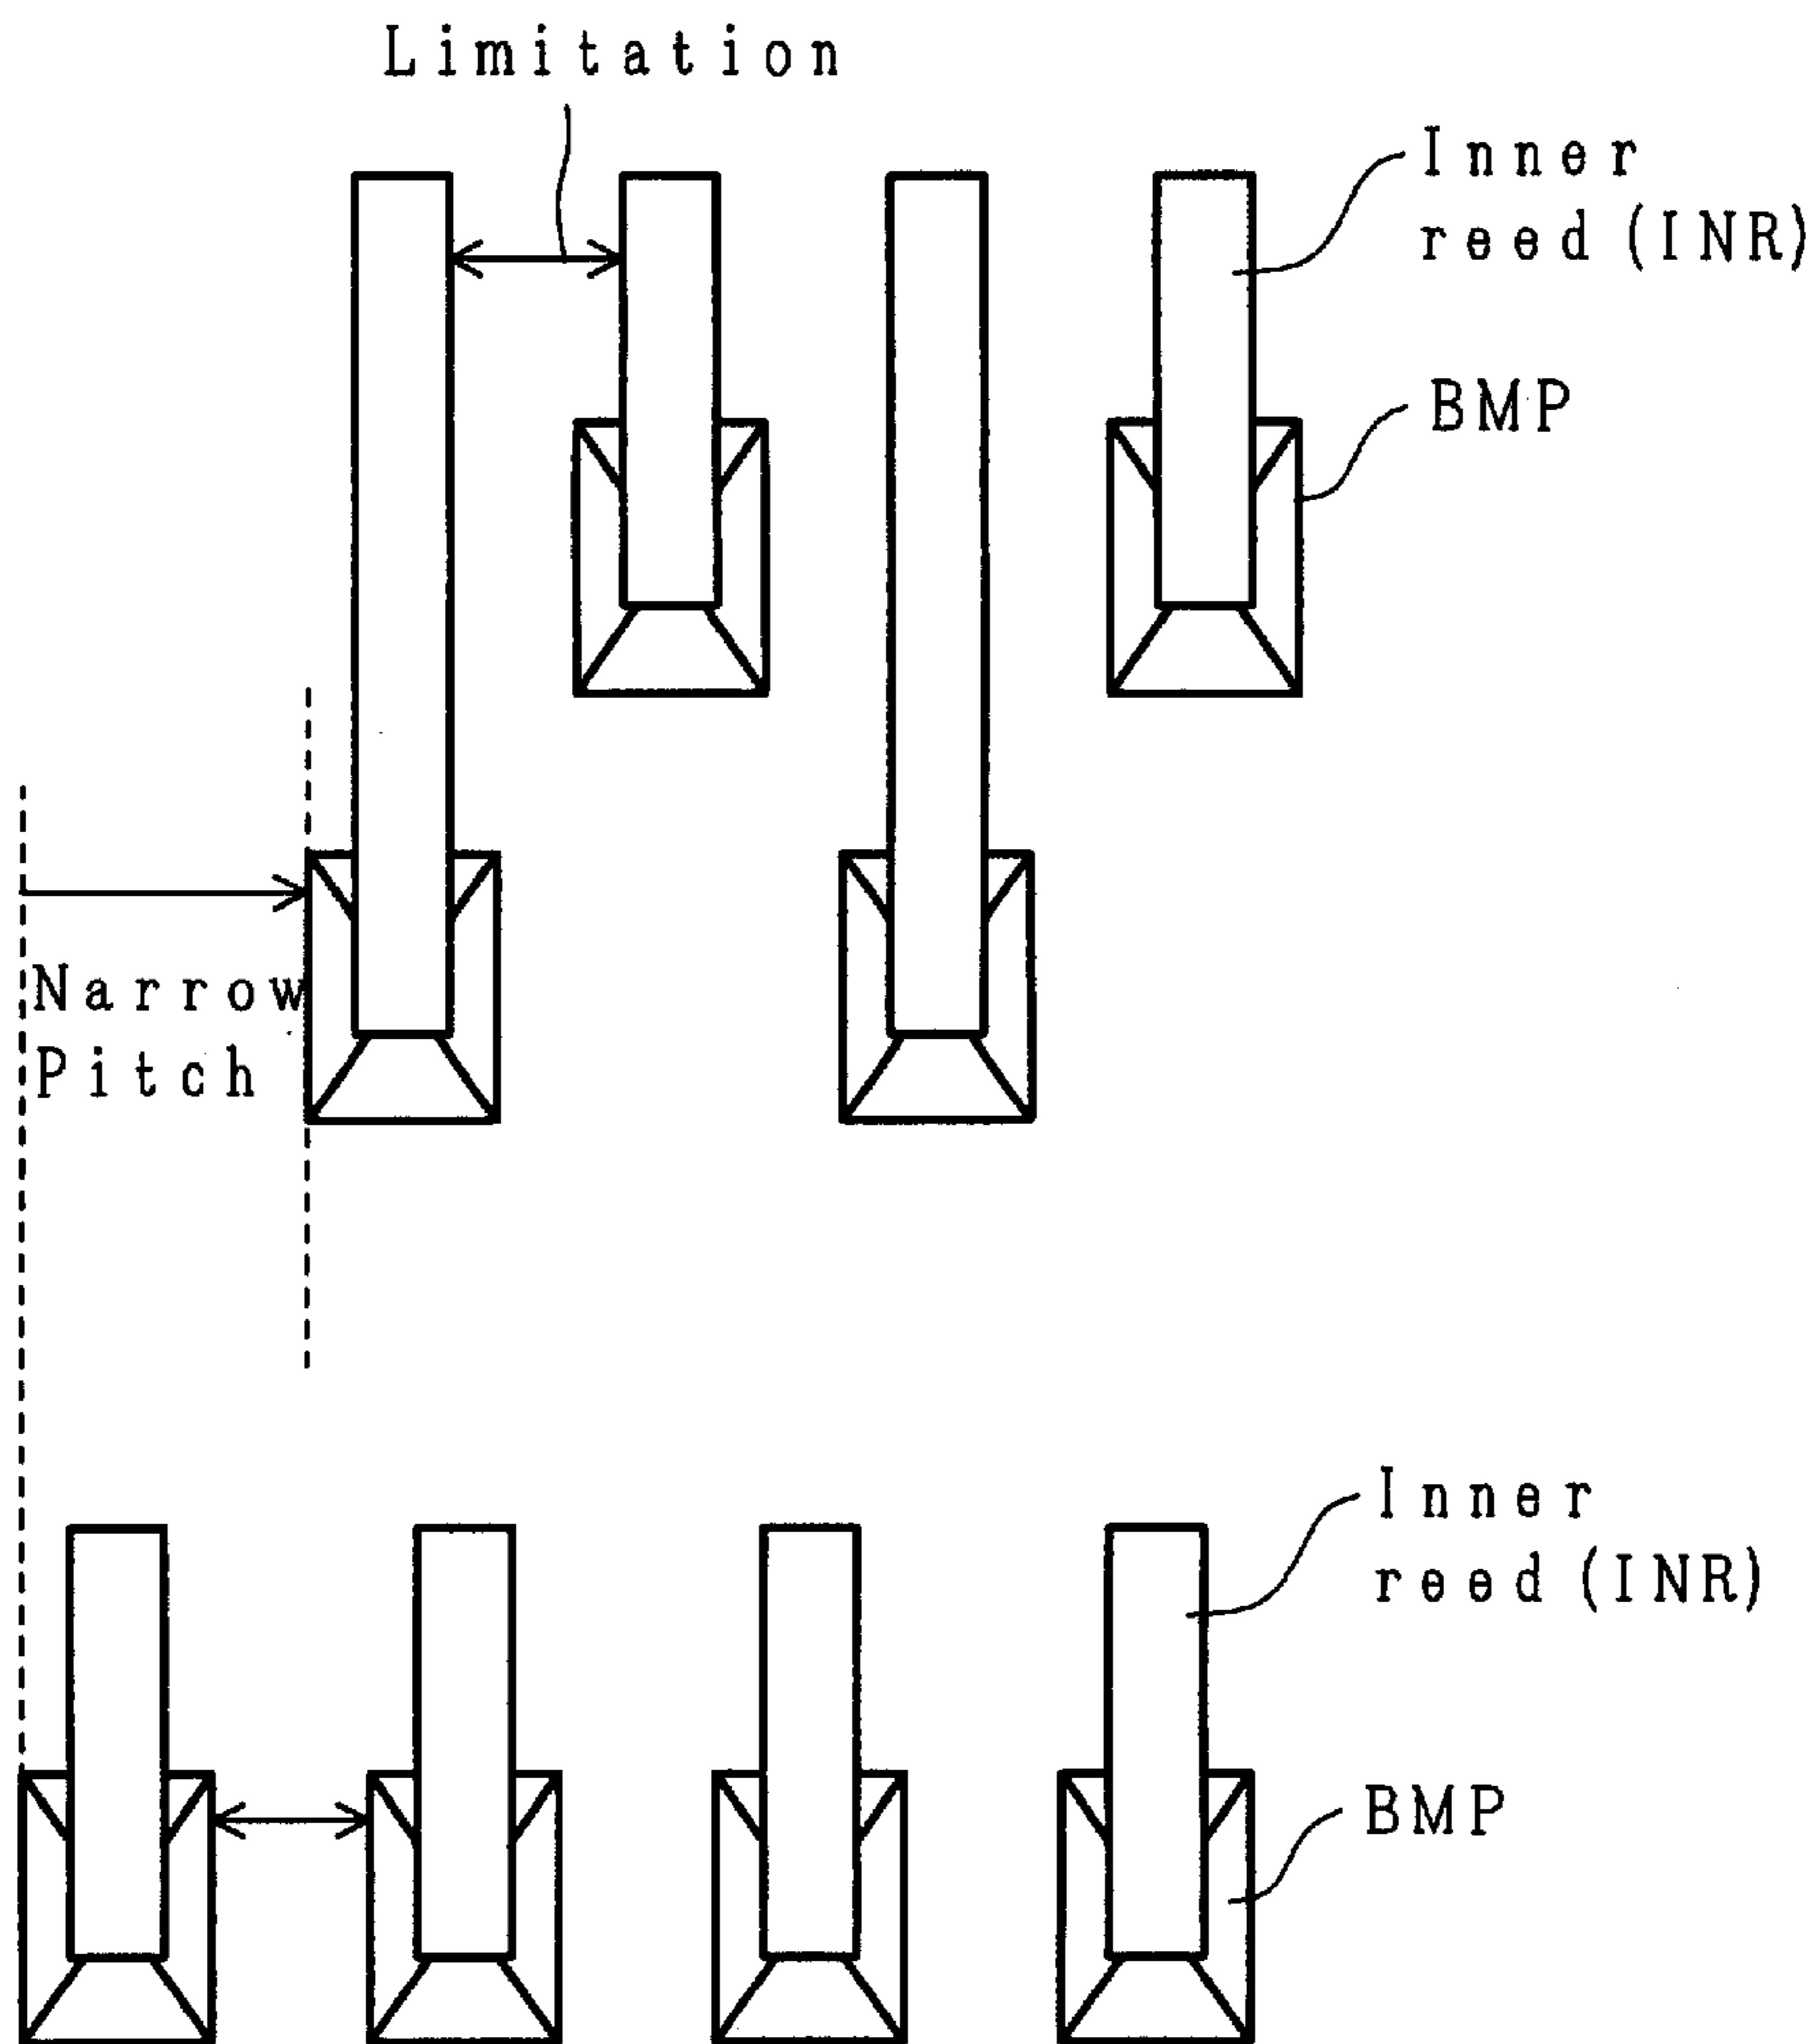 Limitation
Inner
reed (INR)
BMP
Narrow
Pitch
Inner
reed (INR)
BMP